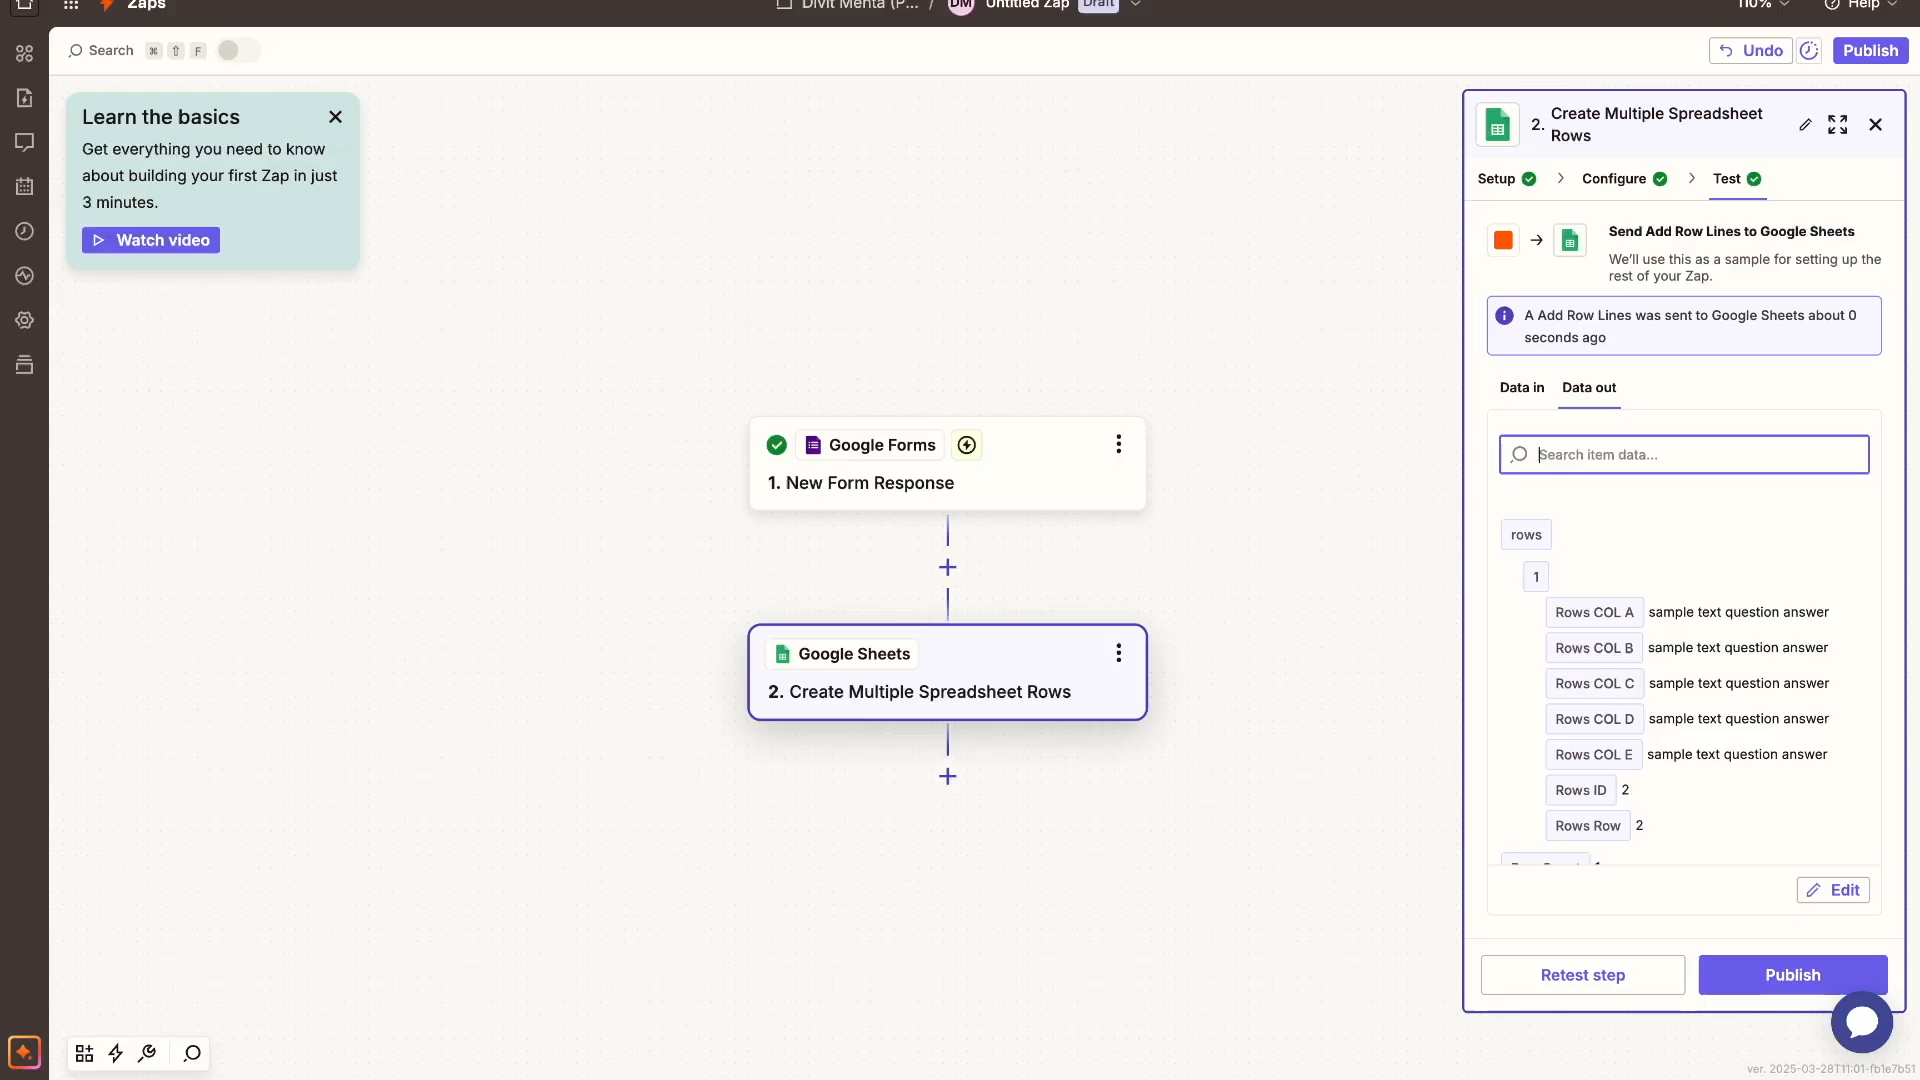 Zaps
Divit Mehta (P... / DM Untitled Zap Draft
110%
Help
Search ⌘ ⇧ F
Undo
Publish
Learn the basics
Get everything you need to know
about building your first Zap in just
3 minutes.
Watch video
Google Forms
1. New Form Response
Google Sheets
2. Create Multiple Spreadsheet Rows
2. Create Multiple Spreadsheet
Rows
Setup
Configure
Test
Send Add Row Lines to Google Sheets
We'll use this as a sample for setting up the
rest of your Zap.
A Add Row Lines was sent to Google Sheets about 0
seconds ago
Data in
Data out
Search item data...
rows
1
Rows COL A sample text question answer
Rows COL B sample text question answer
Rows COL C sample text question answer
Rows COL D sample text question answer
Rows COL E sample text question answer
Rows ID 2
Rows Row 2
Edit
Retest step
Publish
ver. 2025-03-28T11:01-fb1e7b51